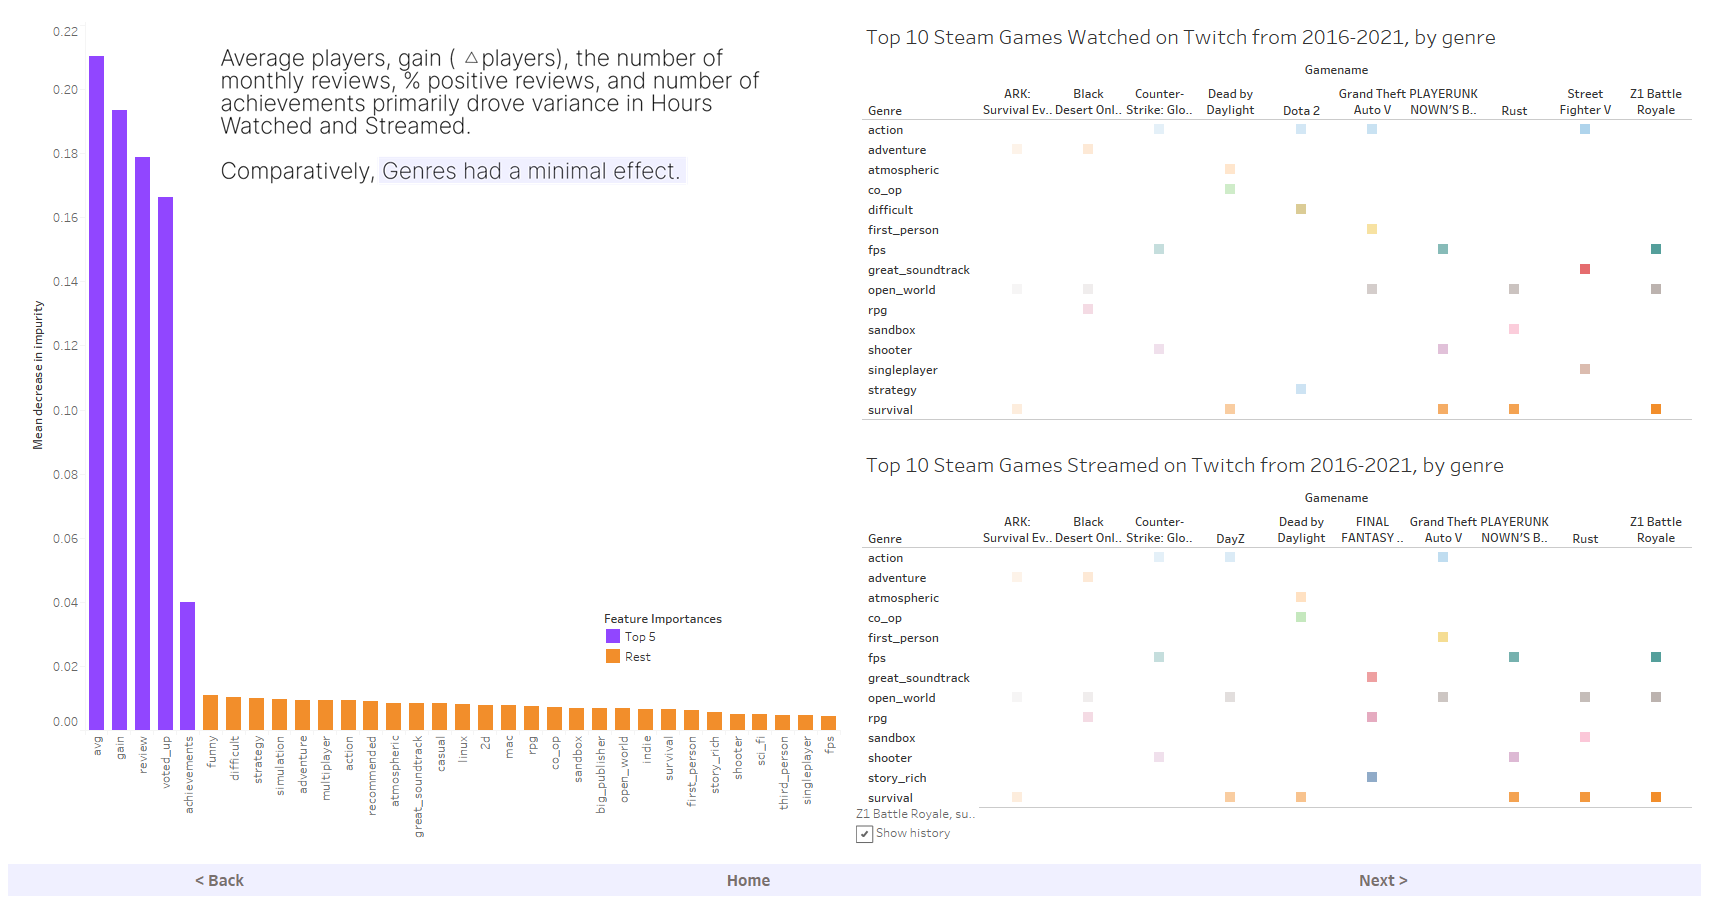 0.22
0.20
0.18
0.16
0.14
0.12
0.10
0.08
0.06
0.04
0.02
0.00
Mean decrease in impurity
Average players, gain ( △players), the number of
monthly reviews, % positive reviews, and number of
achievements primarily drove variance in Hours
Watched and Streamed.
Comparatively, Genres had a minimal effect.
Feature Importances
Top 5
Rest
avg
gain
review
voted_up
achievements
funny
difficult
strategy
simulation
adventure
multiplayer
action
recommended
atmospheric
great_soundtrack
casual
linux
2d
mac
rpg
co_op
sandbox
big_publisher
open_world
indie
survival
first_person
story_rich
shooter
sci_fi
third_person
singleplayer
fps
Top 10 Steam Games Watched on Twitch from 2016-2021, by genre
Gamename
ARK: Black Counter- Dead by Grand Theft PLAYERUNK Street Z1 Battle
Genre Survival Ev.. Desert Onl.. Strike: Glo.. Daylight Dota 2 Auto V NOWN'S B.. Rust Fighter V Royale
action
adventure
atmospheric
co_op
difficult
first_person
fps
great_soundtrack
open_world
rpg
sandbox
shooter
singleplayer
strategy
survival
Top 10 Steam Games Streamed on Twitch from 2016-2021, by genre
Gamename
ARK: Black Counter- Dead by FINAL Grand Theft PLAYERUNK Z1 Battle
Genre Survival Ev.. Desert Onl.. Strike: Glo.. DayZ Daylight FANTASY .. Auto V NOWN'S B.. Rust Royale
action
adventure
atmospheric
co_op
first_person
fps
great_soundtrack
open_world
rpg
sandbox
shooter
story_rich
survival
Z1 Battle Royale, su..
Show history
< Back Home Next >